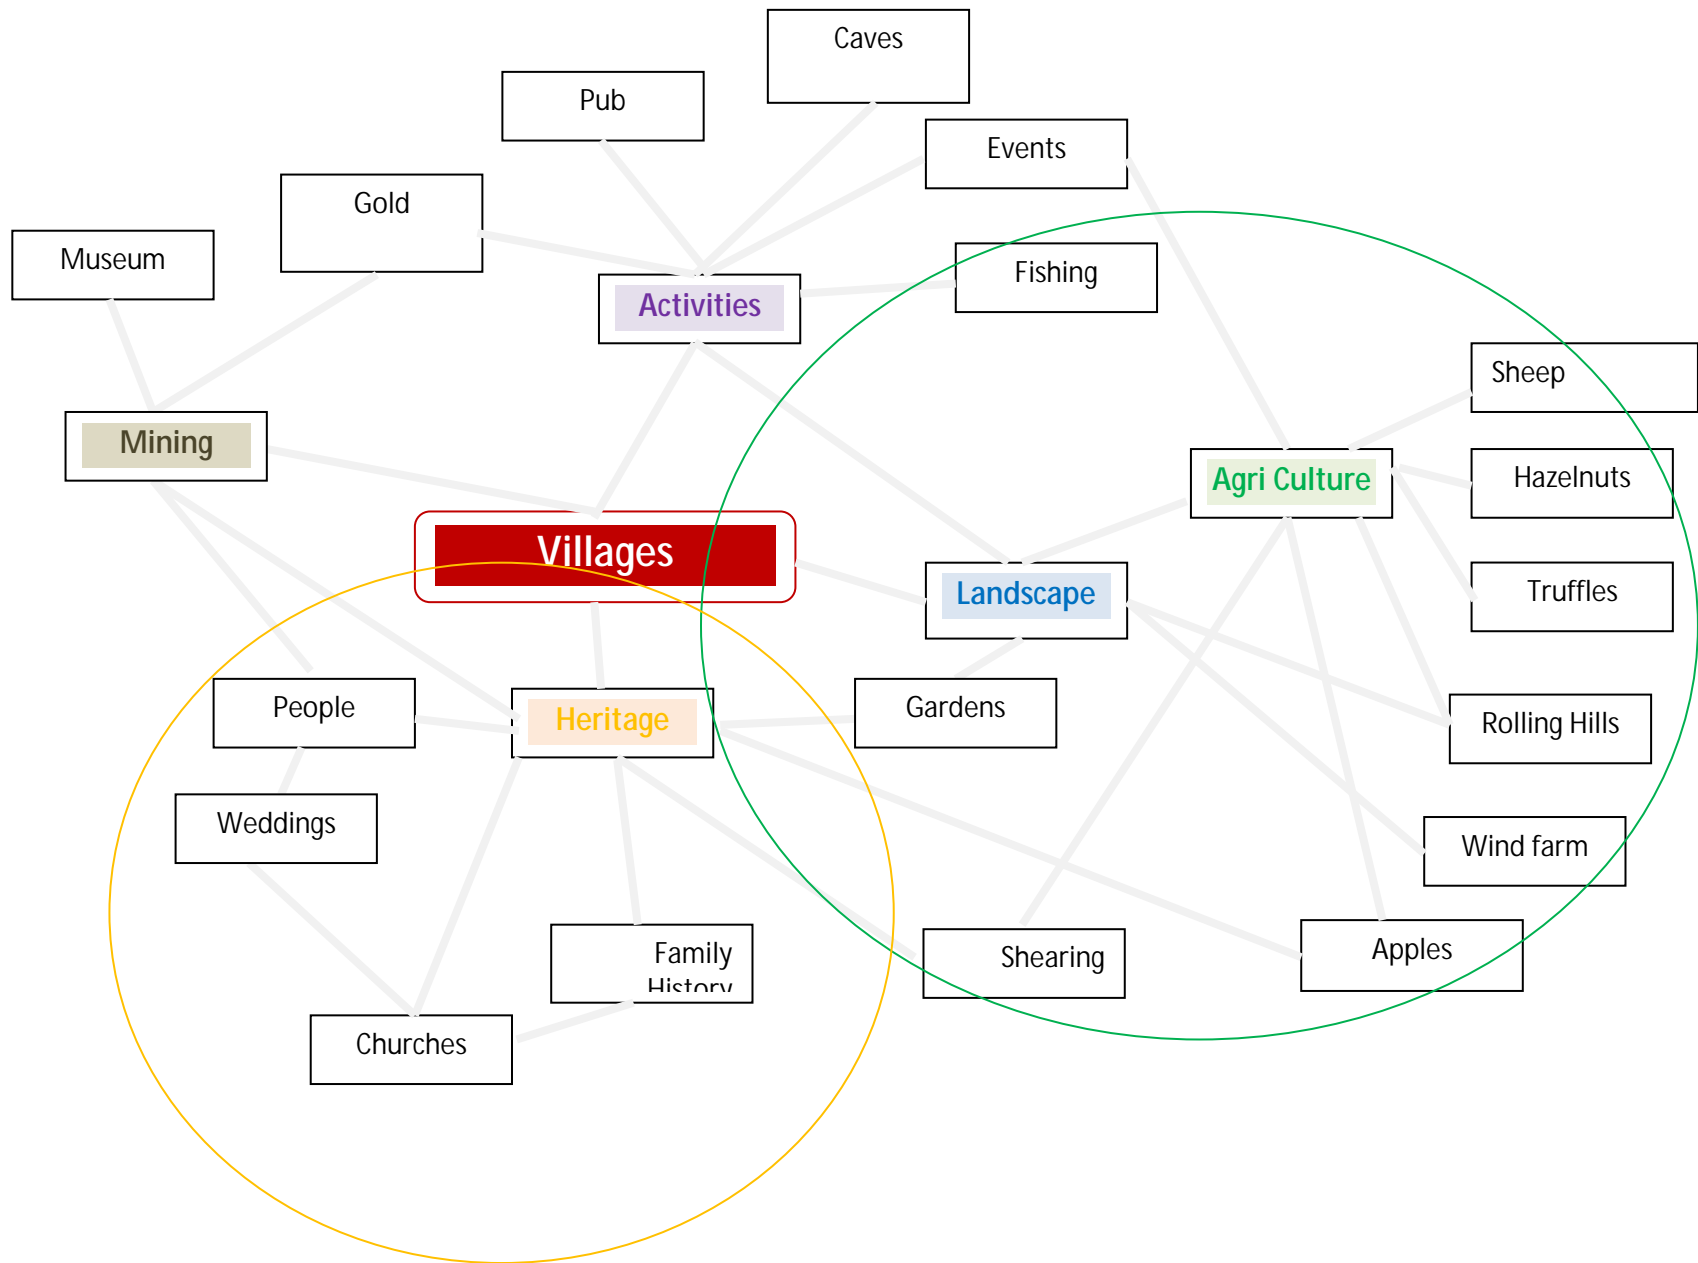 Caves
Pub
Events
Gold
Museum
Fishing
Activities
Sheep
Mining
Agri Culture
Hazelnuts
Villages
Landscape
Truffles
People
Heritage
Gardens
Rolling Hills
Weddings
Wind farm
Family
History
Shearing
Apples
Churches